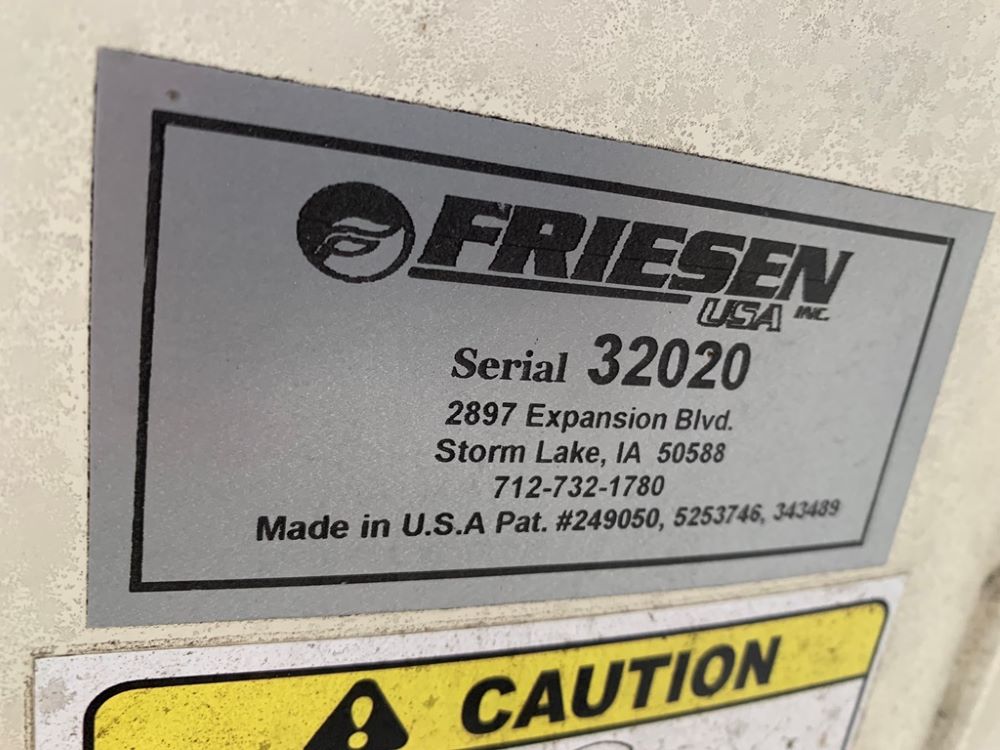 FRIESEN
USA INC.
Serial 32020
2897 Expansion Blvd.
Storm Lake, IA 50588
712-732-1780
Made in U.S.A Pat. #249050, 5253746, 343489
CAUTION